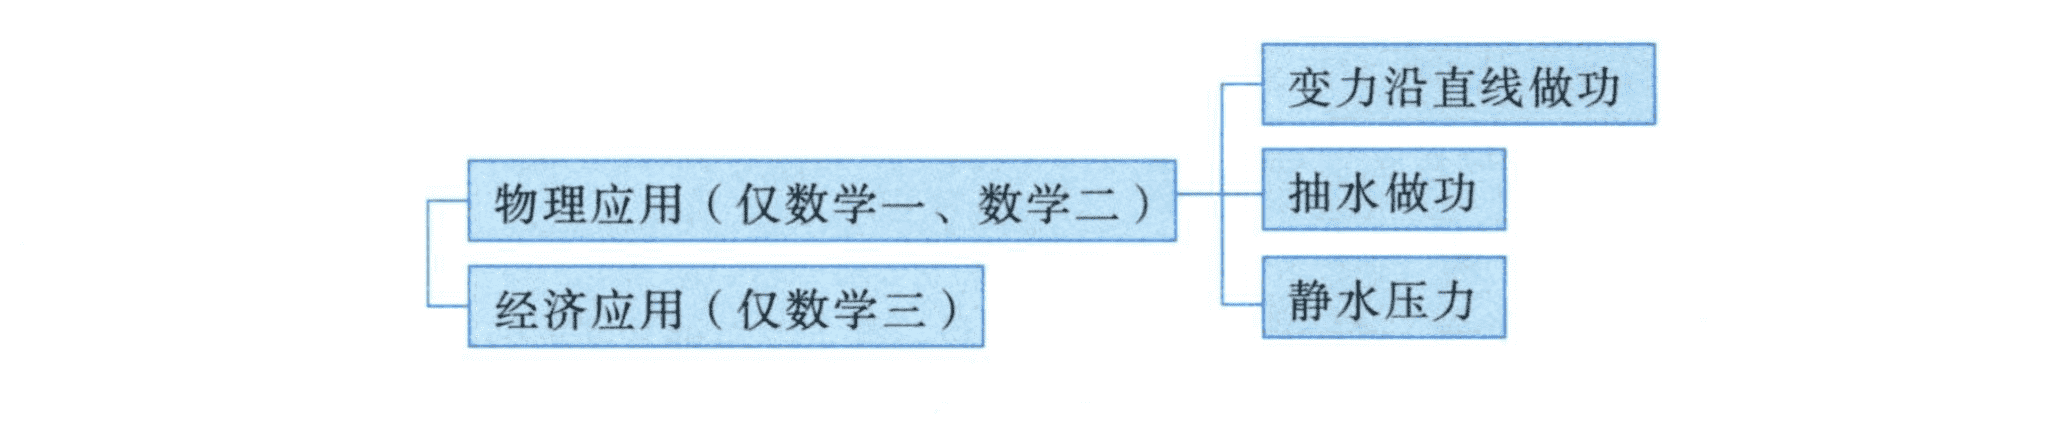 变力沿直线做功
物理应用（仅数学一、数学二）
抽水做功
经济应用（仅数学三）
静水压力